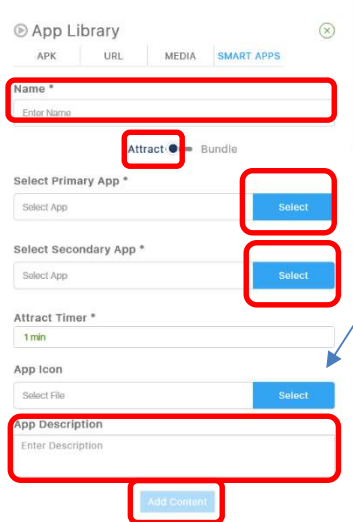 App Library
APK URL MEDIA SMART APPS
Name *
Enter Name
Attract Bundle
Select Primary App *
Select App Select
Select Secondary App *
Select App Select
Attract Timer *
1 min
App Icon
Select File Select
App Description
Enter Description
Add Content